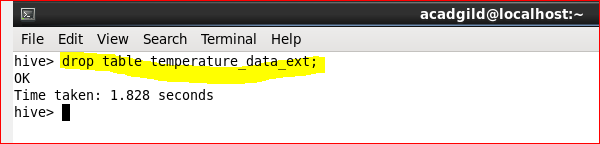 acadgild@localhost:~
File Edit View Search Terminal Help
hive> drop table temperature_data_ext;
OK
Time taken: 1.828 seconds
hive>